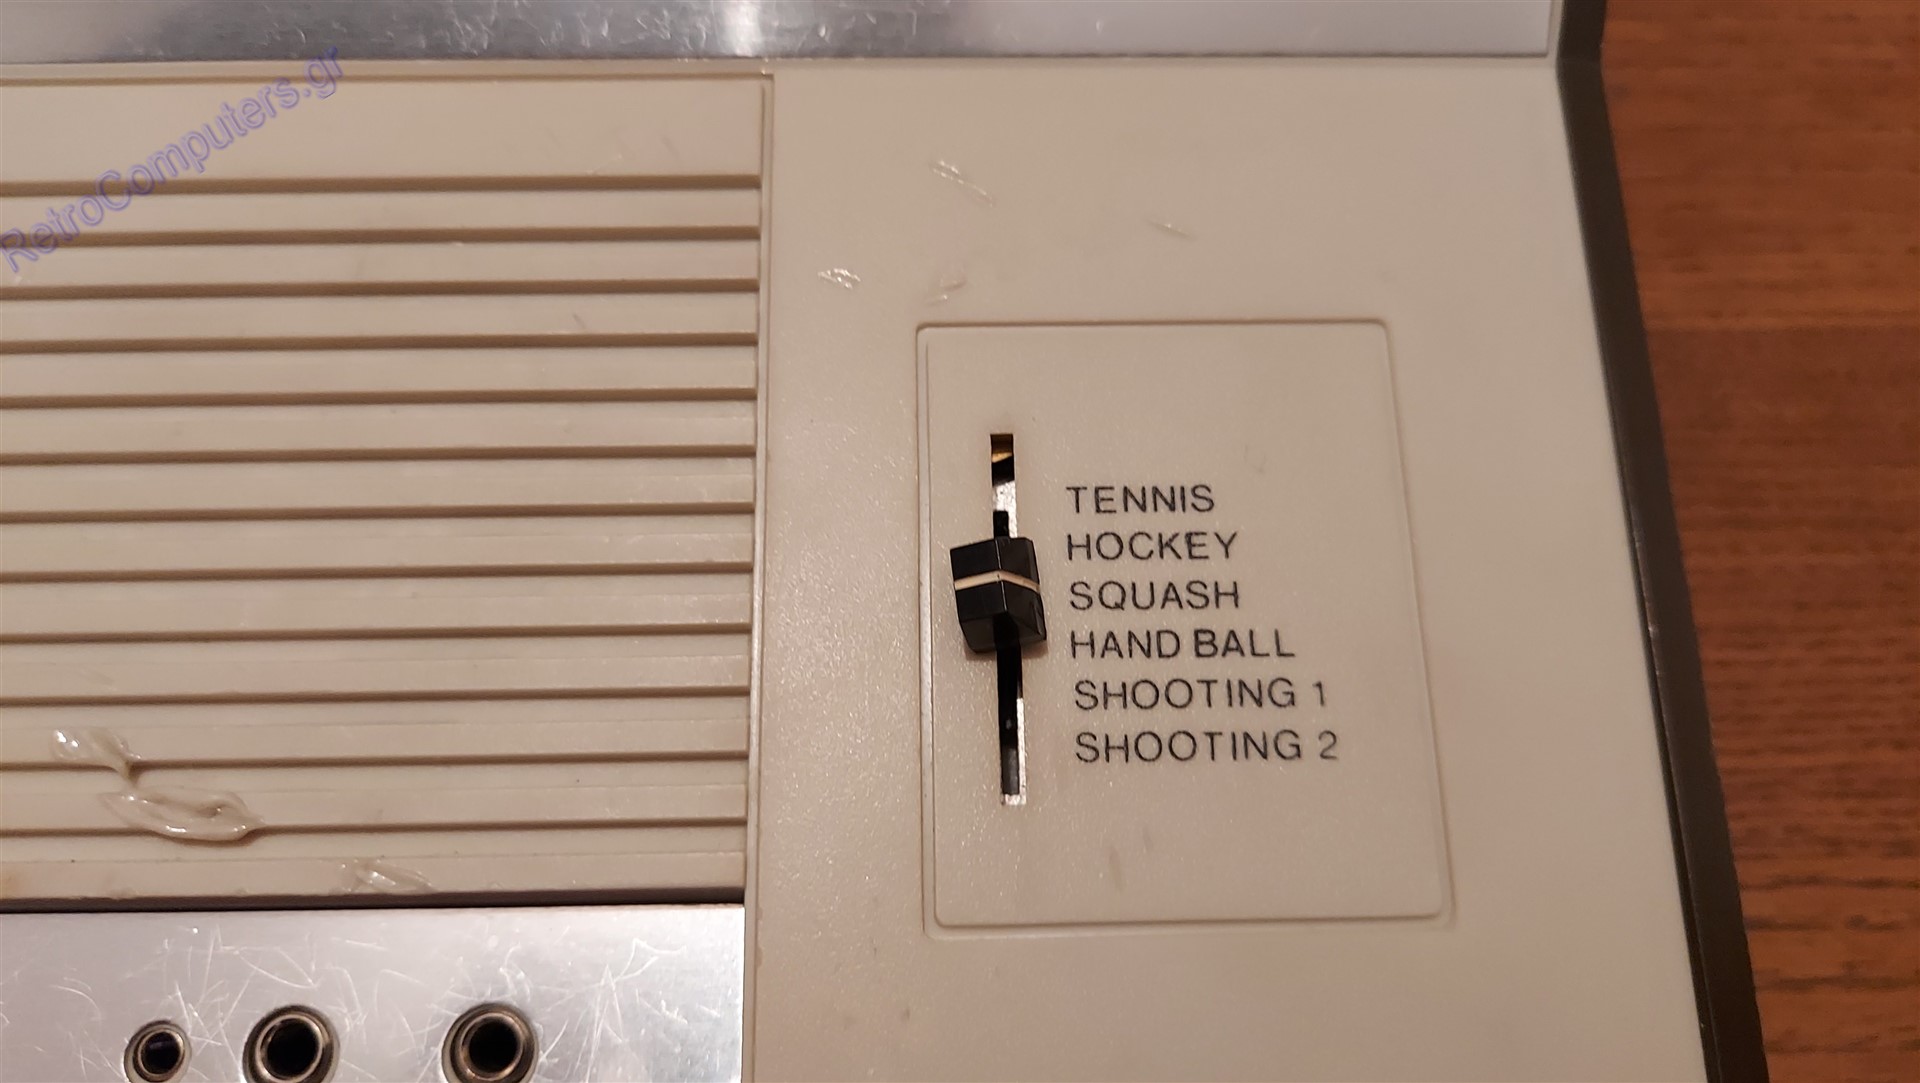 RetroComputers.gr
TENNIS
HOCKEY
SQUASH
HAND BALL
SHOOTING 1
SHOOTING 2